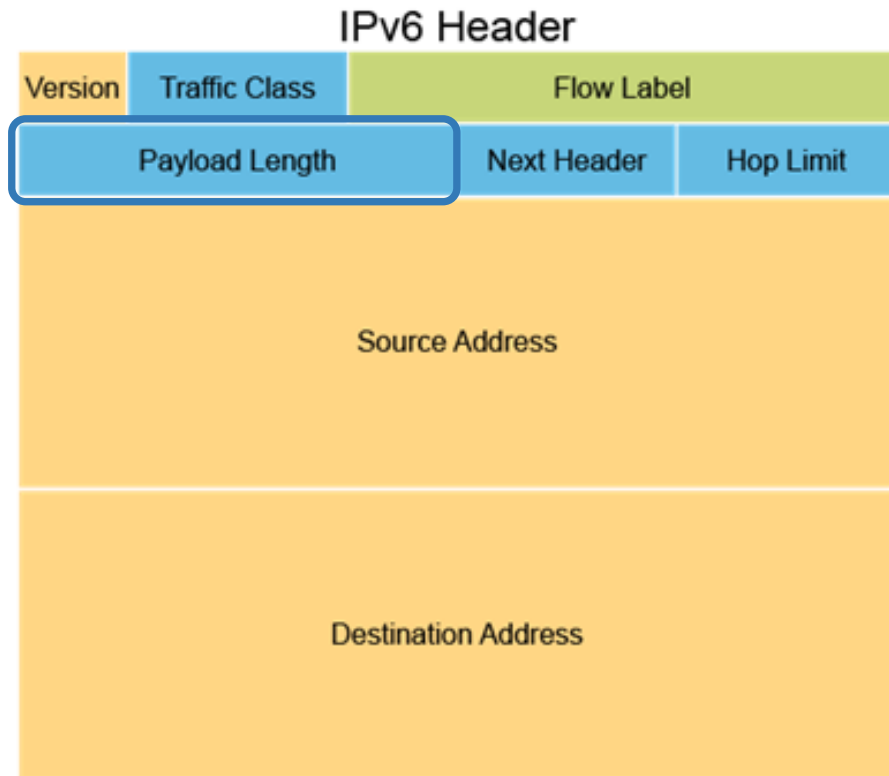 IPv6 Header
Version Traffic Class Flow Label
Payload Length Next Header Hop Limit
Source Address
Destination Address